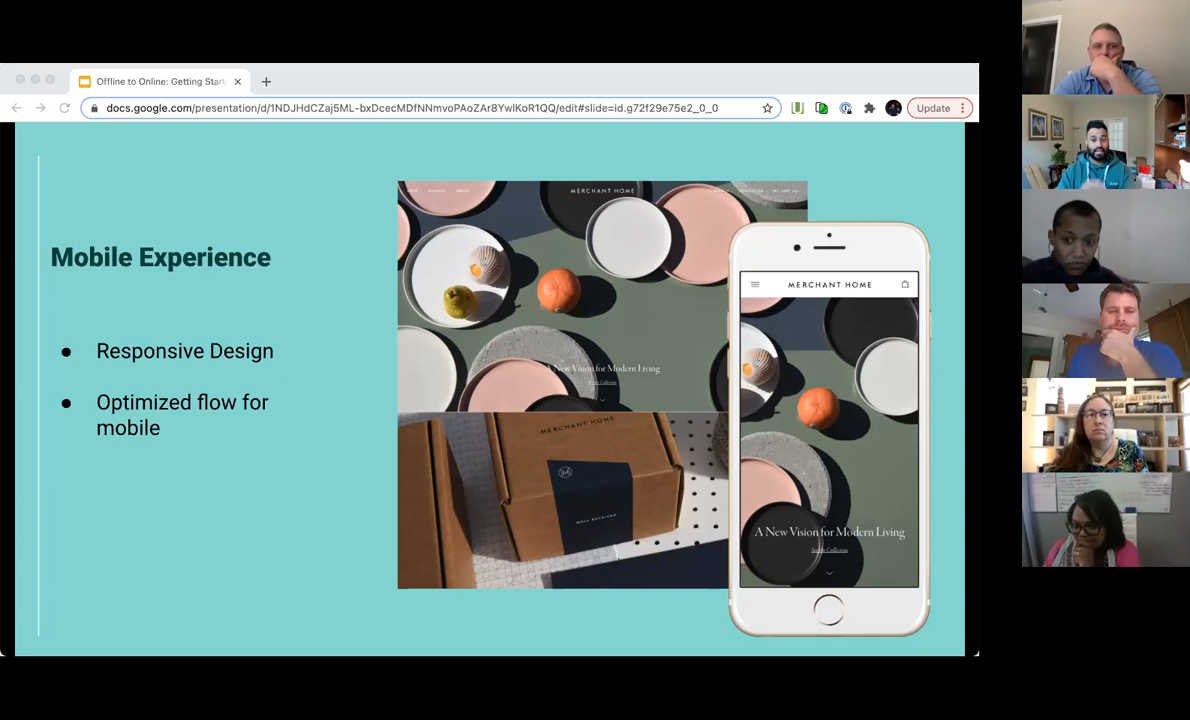 Offline to Online: Getting Star
docs.google.com/presentation/d/1NDJHdCZaj5ML-bxDcecMDfNNmvoPAoZAr8YwlKoR1QQ/edit#slide=id.g72f29e75e2_0_0
Update
Mobile Experience
Responsive Design
Optimized flow for
mobile
MERCHANT HOME
A New Vision for Modern Living
MERCHANT HOME
MERCHANT HOME
A New Vision for Modern Living